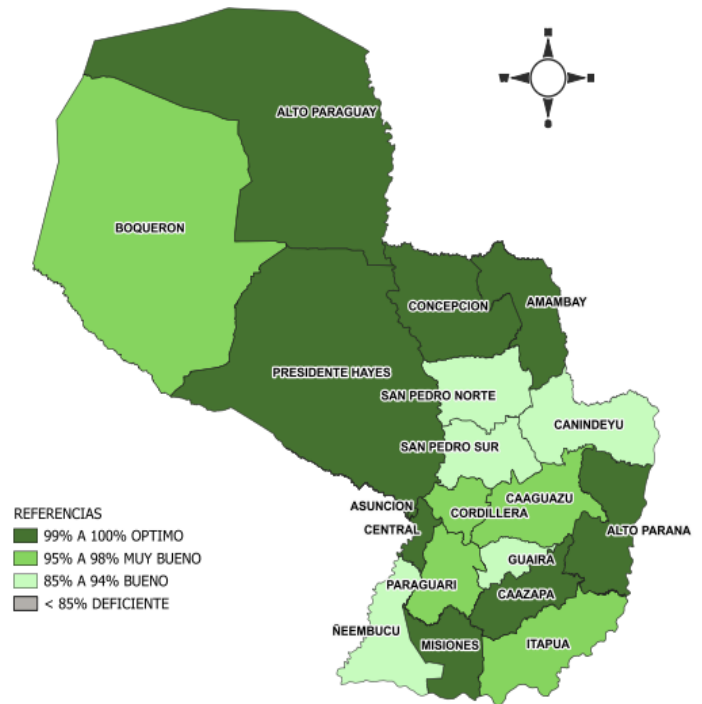 N
W
E
S
ALTO PARAGUAY
BOQUERON
CONCEPCION
AMAMBAY
PRESIDENTE HAYES
SAN PEDRO NORTE
CANINDEYU
SAN PEDRO SUR
CAAGUAZU
ASUNCION
CORDILLERA
CENTRAL
ALTO PARANA
GUAIRÁ
PARAGUARI
CAAZAPA
ÑEEMBUCU
MISIONES
ITAPUA
REFERENCIAS
99% A 100% OPTIMO
95% A 98% MUY BUENO
85% A 94% BUENO
< 85% DEFICIENTE